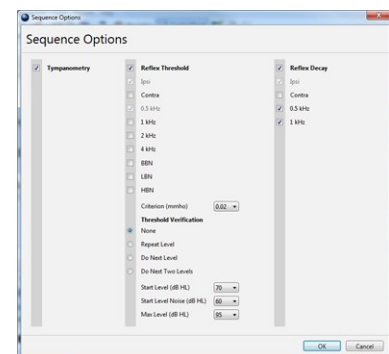 Sequence Options
Sequence Options
Tympanometry
Reflex Threshold
Ipsi
Contra
0.5 kHz
1 kHz
2 kHz
4 kHz
BBN
LBN
HBN
Criterion (mmho) 0.02
Threshold Verification
None
Repeat Level
Do Next Level
Do Next Two Levels
Start Level (dB HL) 70
Start Level Noise (dB HL) 60
Max Level (dB HL) 95
Reflex Decay
Ipsi
Contra
0.5 kHz
1 kHz
OK Cancel